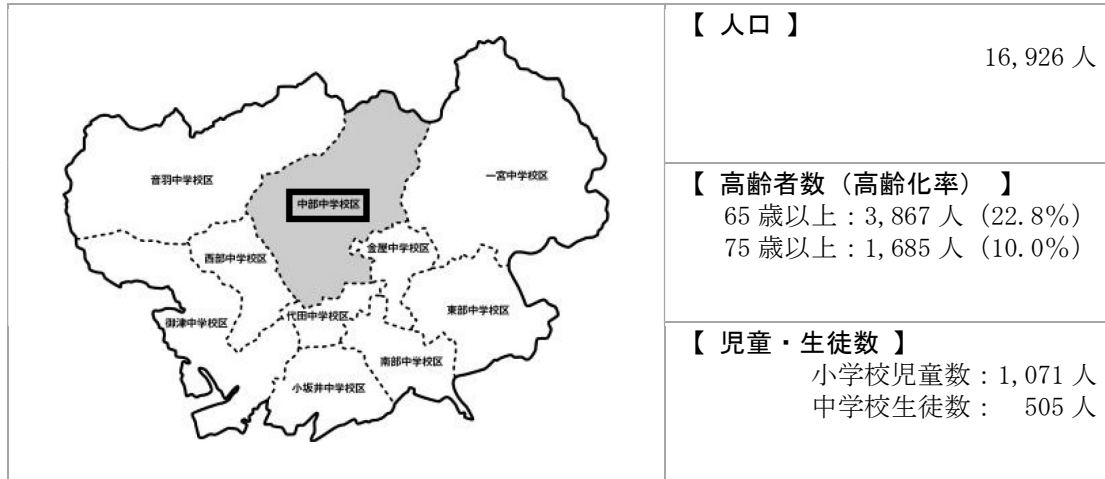 音羽中学校区
一宮中学校区
中部中学校区
金屋中学校区
西部中学校区
東部中学校区
代田中学校区
御津中学校区
南部中学校区
小坂井中学校区
【 人口 】
16,926 人
【 高齢者数（高齢化率） 】
65 歳以上：3,867 人（22.8％）
75 歳以上：1,685 人（10.0％）
【 児童・生徒数 】
小学校児童数：1,071 人
中学校生徒数： 505 人